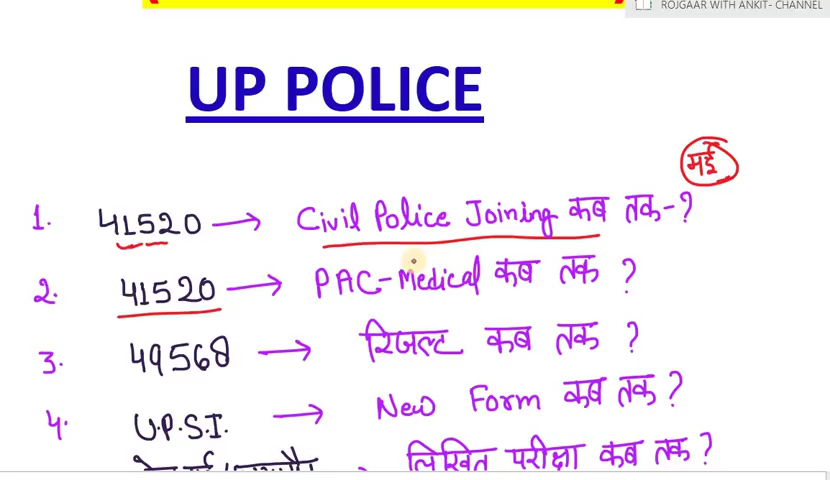 ROJGAAR WITH ANKIT- CHANNEL
UP POLICE
मई
1. 41520 → Civil Police Joining कब तक-?
2. 41520 → PAC-Medical कब तक ?
3. 49568 → रिजल्ट कब तक ?
4. U.P.S.I. → New Form कब तक ?
लिखित परीक्षा कब तक ?